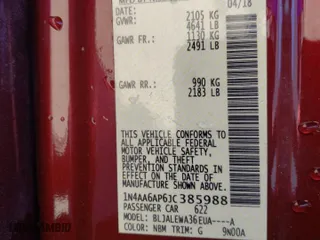 04/18
DATE:
GVWR: 2105 KG
4641 LB
GAWR FR: 1130 KG
2491 LB
GAWR RR: 990 KG
2183 LB
THIS VEHICLE CONFORMS TO ALL
APPLICABLE FEDERAL MOTOR VEHICLE SAFETY,
BUMPER, AND THEFT
PREVENTION STANDARDS IN EFFECT ON THE
DATE OF MANUFACTURE SHOWN ABOVE.
1N4AA6AP6JC385988
PASSENGER CAR 622
MODEL: BLJALEWA36EUA----A
COLOR: NBM TRIM: G 9N00A